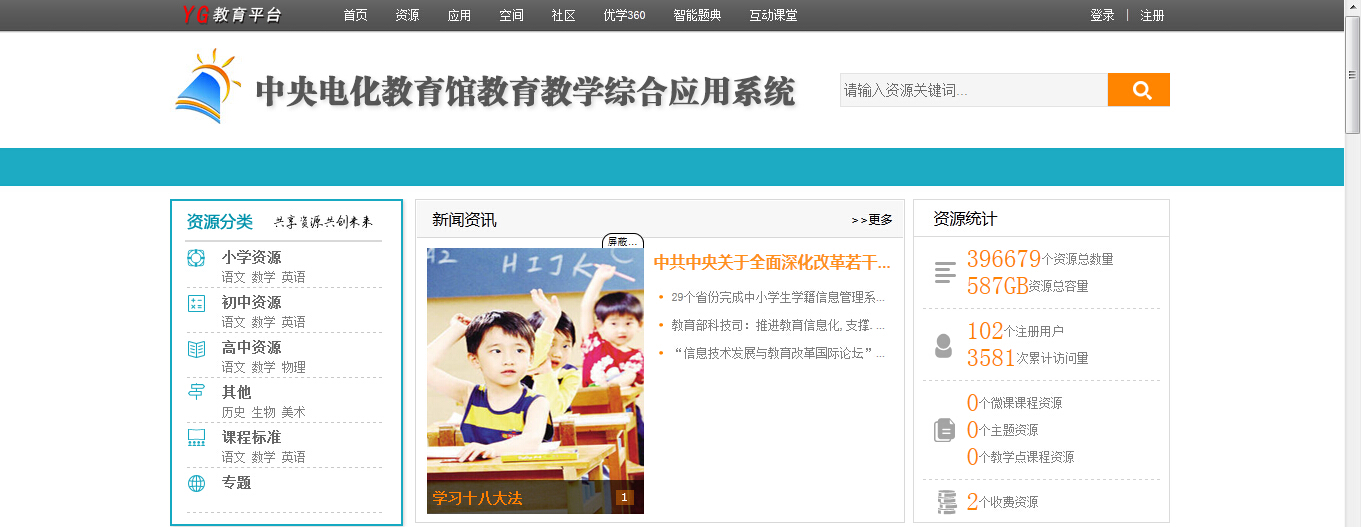 YG教育平台 首页 资源 应用 空间 社区 优学360 智能题典 互动课堂 登录 | 注册
中央电化教育馆教育教学综合应用系统
请输入资源关键词...
资源分类 共享资源共创未来
小学资源
语文 数学 英语
初中资源
语文 数学 英语
高中资源
语文 数学 物理
其他
历史 生物 美术
课程标准
语文 数学 英语
专题
新闻资讯 >>更多
屏蔽...
A2 HIJK
学习十八大法 1
中共中央关于全面深化改革若干...
29个省份完成中小学生学籍信息管理系...
教育部科技司：推进教育信息化,支撑...
“信息技术发展与教育改革国际论坛”...
资源统计
396679个资源总数量
587GB资源总容量
102个注册用户
3581次累计访问量
0个微课课程资源
0个主题资源
0个教学点课程资源
2个收费资源